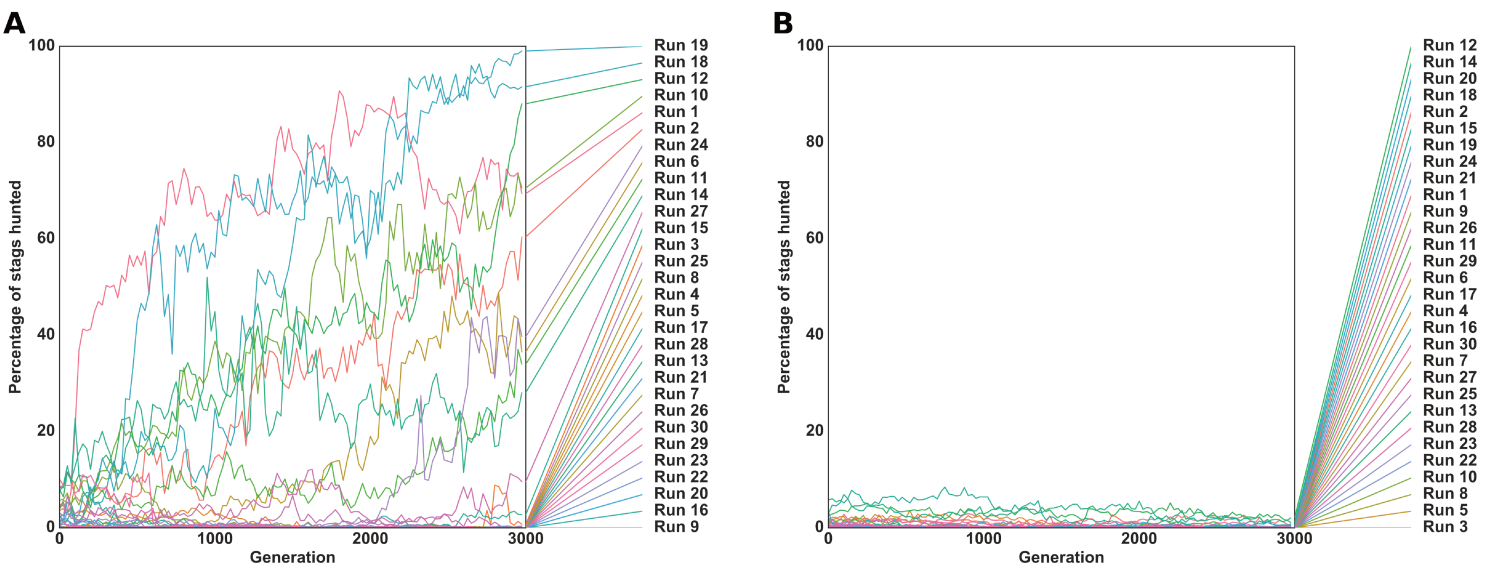 A
Percentage of stags hunted
100
80
60
40
20
0
0 1000 2000 3000
Generation
Run 19
Run 18
Run 12
Run 10
Run 1
Run 2
Run 24
Run 6
Run 11
Run 14
Run 27
Run 15
Run 3
Run 25
Run 8
Run 4
Run 5
Run 17
Run 28
Run 13
Run 21
Run 7
Run 26
Run 30
Run 29
Run 23
Run 22
Run 20
Run 16
Run 9
B
Percentage of stags hunted
100
80
60
40
20
0
0 1000 2000 3000
Generation
Run 12
Run 14
Run 20
Run 18
Run 2
Run 15
Run 19
Run 24
Run 21
Run 1
Run 9
Run 26
Run 11
Run 29
Run 6
Run 17
Run 4
Run 16
Run 30
Run 7
Run 27
Run 25
Run 13
Run 28
Run 23
Run 22
Run 10
Run 8
Run 5
Run 3